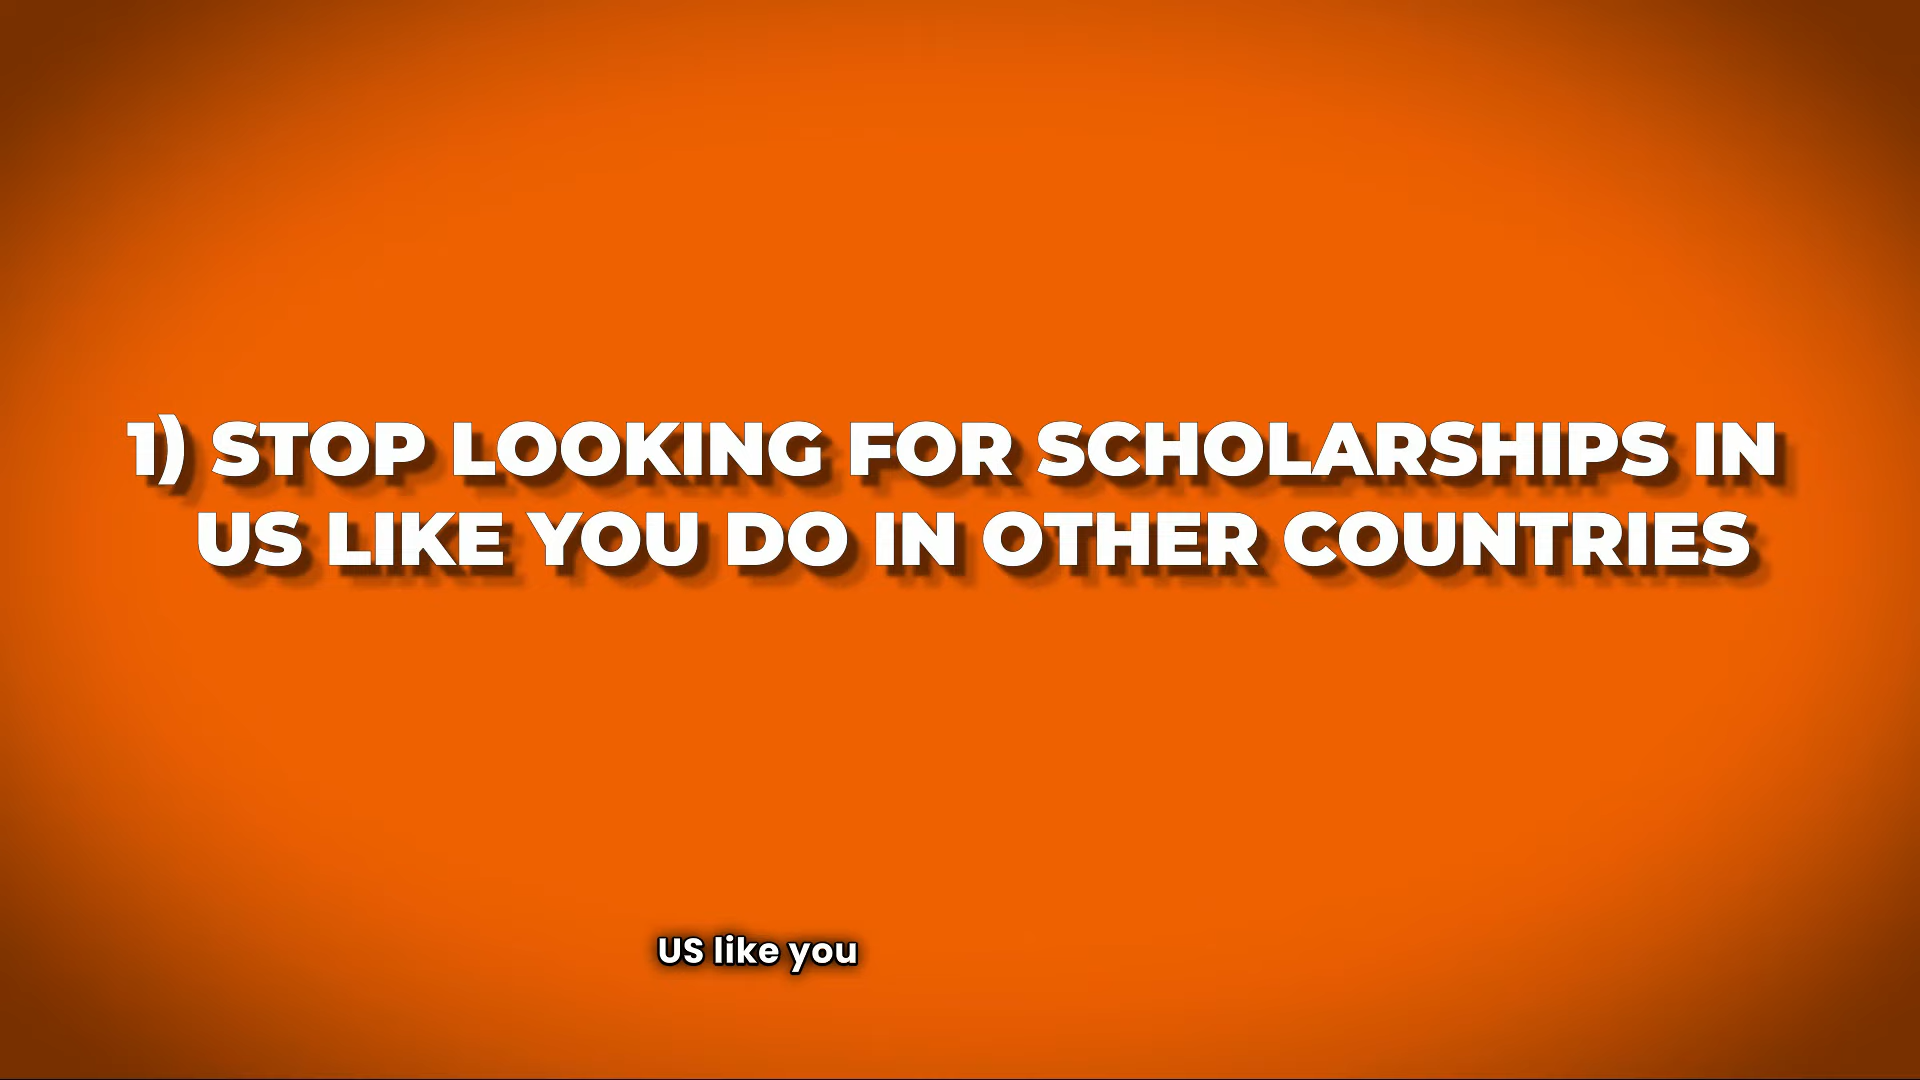 1) STOP LOOKING FOR SCHOLARSHIPS IN
US LIKE YOU DO IN OTHER COUNTRIES
US like you